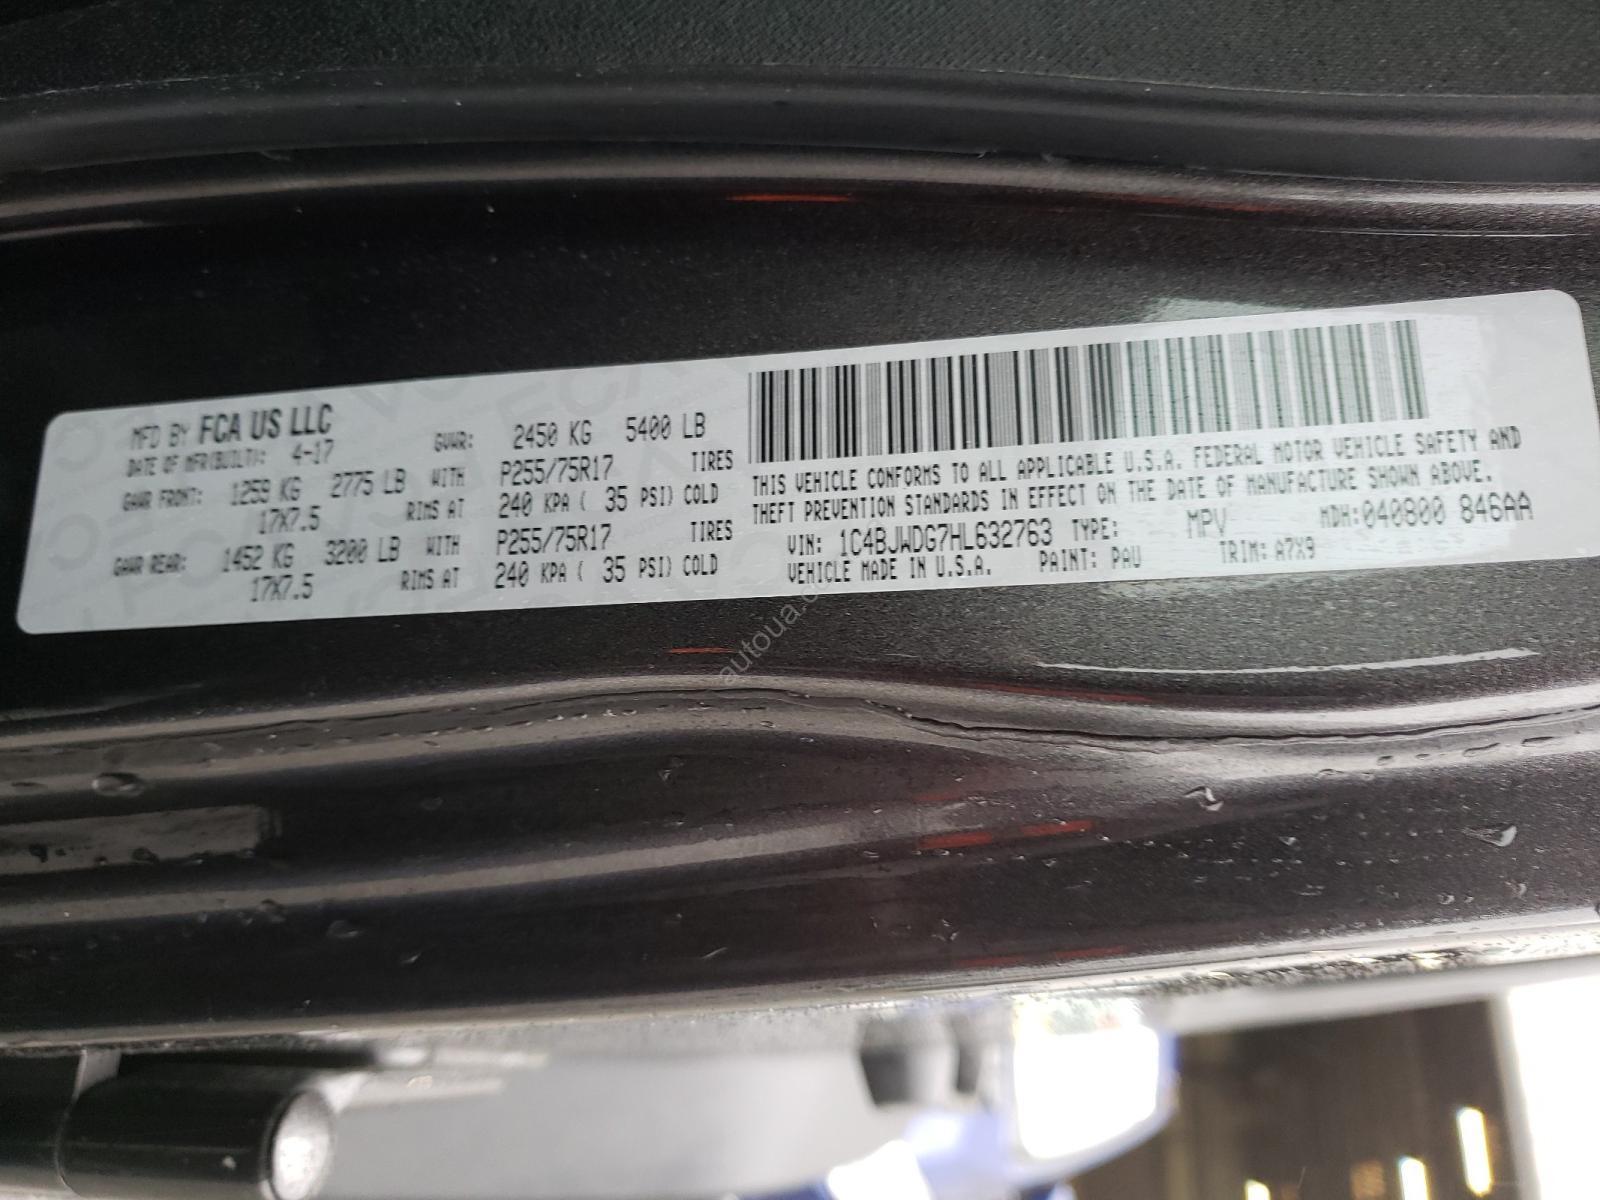 MFD BY FCA US LLC
DATE OF MFR(BUILT): 4-17 GVWR: 2450 KG 5400 LB
GAWR FRONT: 1259 KG 2775 LB WITH P255/75R17 TIRES
17X7.5 RIMS AT 240 KPA ( 35 PSI) COLD
GAWR REAR: 1452 KG 3200 LB WITH P255/75R17 TIRES
17X7.5 RIMS AT 240 KPA ( 35 PSI) COLD
THIS VEHICLE CONFORMS TO ALL APPLICABLE U.S.A. FEDERAL MOTOR VEHICLE SAFETY AND
THEFT PREVENTION STANDARDS IN EFFECT ON THE DATE OF MANUFACTURE SHOWN ABOVE.
VIN: 1C4BJWDG7HL632763 TYPE: MPV MDH:040800 846AA
VEHICLE MADE IN U.S.A. PAINT: PAU TRIM: A7X9